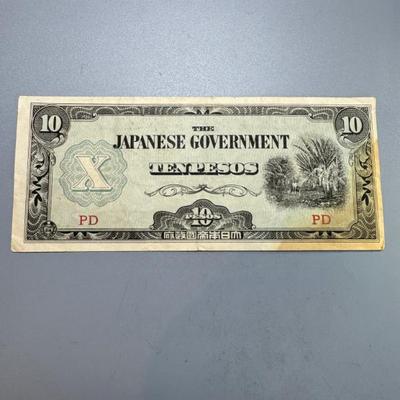 10 10
THE
JAPANESE GOVERNMENT
TEN PESOS
X
10
PESOS
PD PD
府政國帝本日大